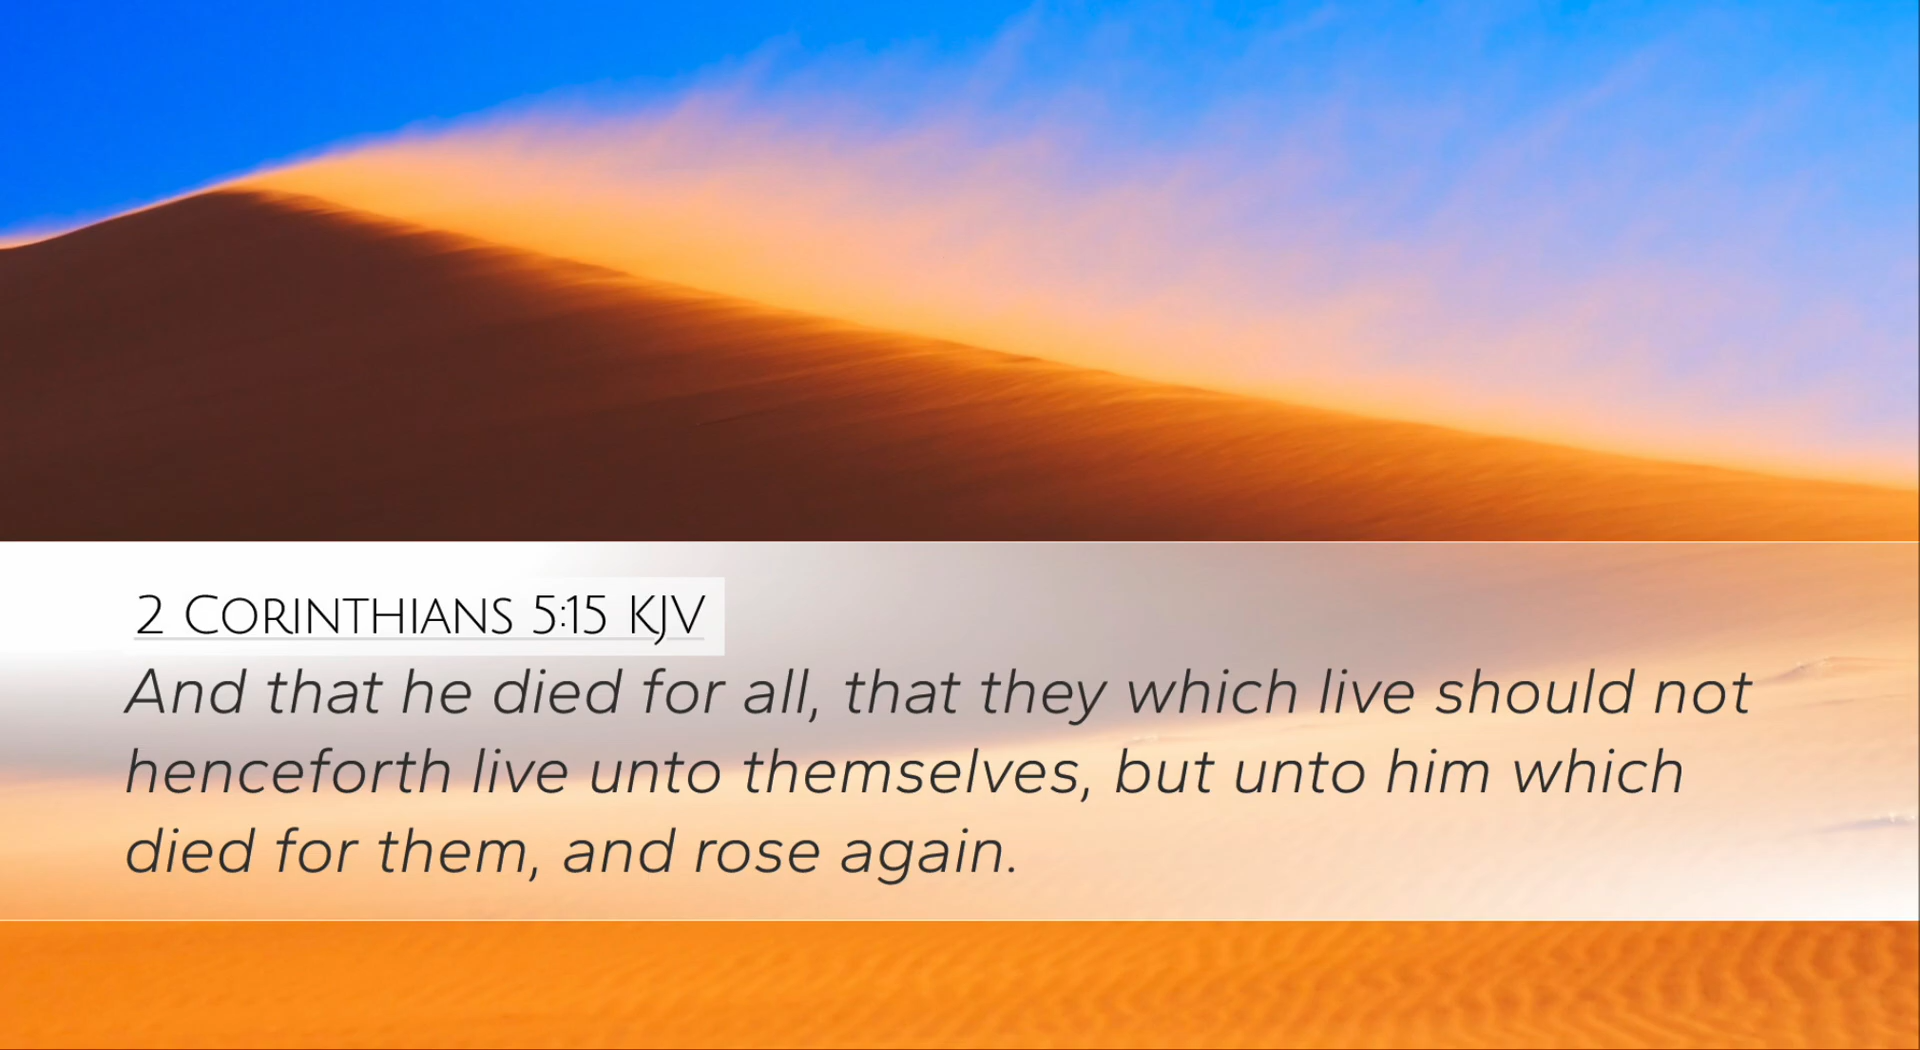 2 Corinthians 5:15 KJV
And that he died for all, that they which live should not
henceforth live unto themselves, but unto him which
died for them, and rose again.